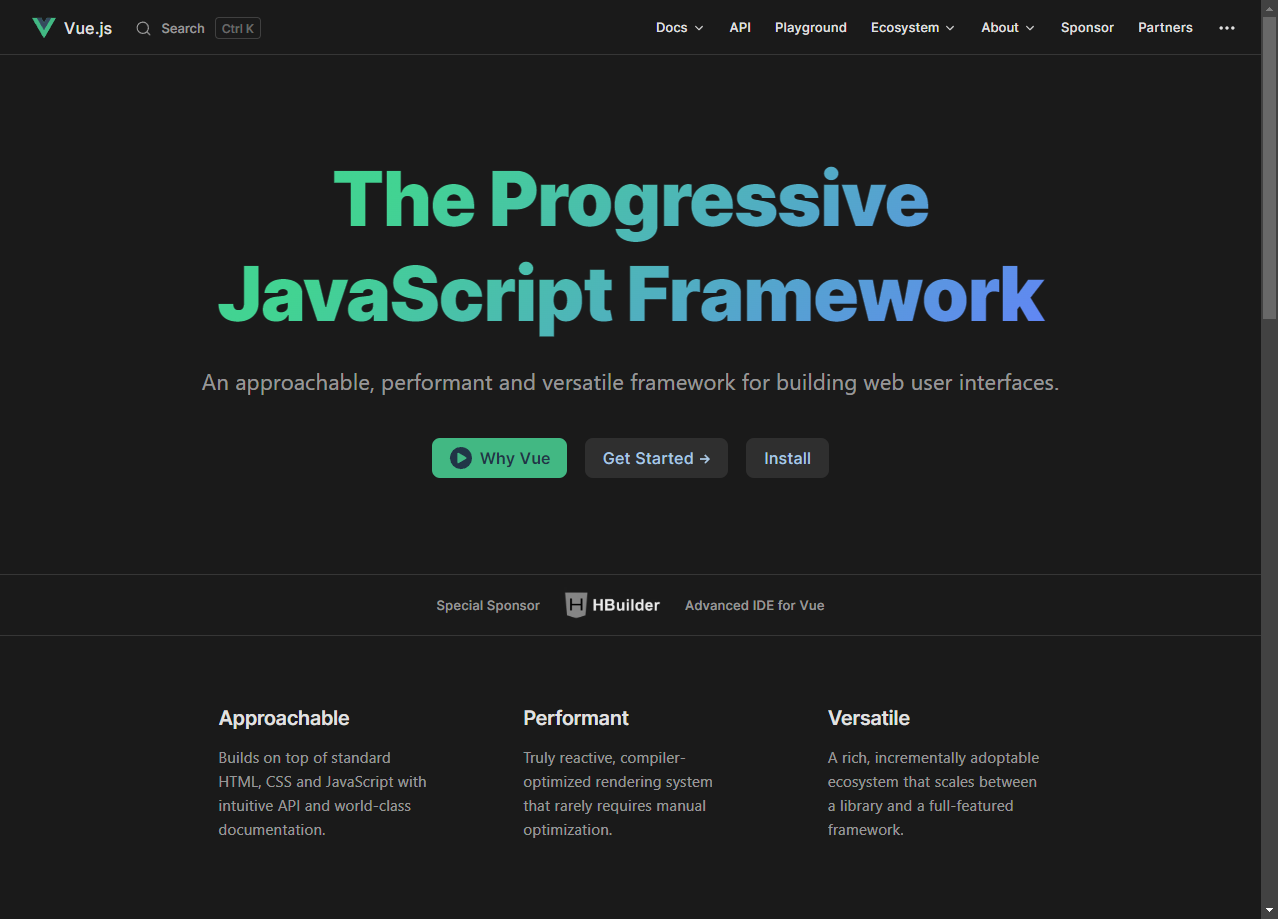 Vue.js Search Ctrl K Docs API Playground Ecosystem About Sponsor Partners
The Progressive
JavaScript Framework
An approachable, performant and versatile framework for building web user interfaces.
Why Vue Get Started → Install
Special Sponsor HBuilder Advanced IDE for Vue
Approachable
Builds on top of standard
HTML, CSS and JavaScript with
intuitive API and world-class
documentation.
Performant
Truly reactive, compiler-
optimized rendering system
that rarely requires manual
optimization.
Versatile
A rich, incrementally adoptable
ecosystem that scales between
a library and a full-featured
framework.